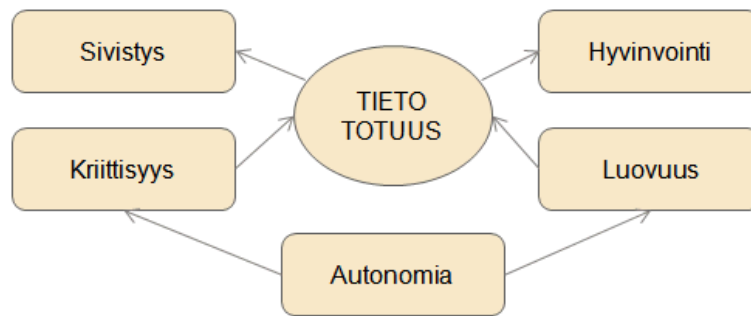 Sivistys
Hyvinvointi
TIETO
TOTUUS
Kriittisyys
Luovuus
Autonomia